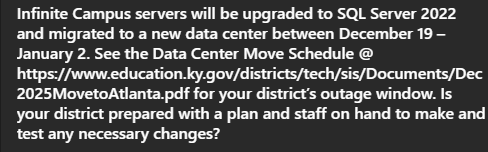 Infinite Campus servers will be upgraded to SQL Server 2022
and migrated to a new data center between December 19 –
January 2. See the Data Center Move Schedule @
https://www.education.ky.gov/districts/tech/sis/Documents/Dec
2025MovetoAtlanta.pdf for your district's outage window. Is
your district prepared with a plan and staff on hand to make and
test any necessary changes?